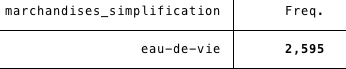 marchandises_simplification Freq.
eau-de-vie 2,595